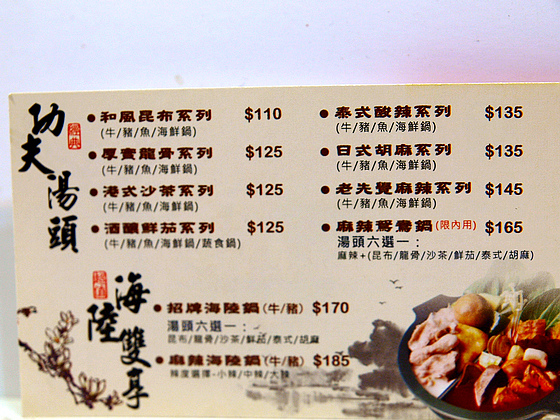 功夫湯頭
經典
和風昆布系列 $110
(牛/豬/魚/海鮮鍋)
厚實龍骨系列 $125
(牛/豬/魚/海鮮鍋)
港式沙茶系列 $125
(牛/豬/魚/海鮮鍋)
酒釀鮮茄系列 $125
(牛/豬/魚/海鮮鍋/蔬食鍋)
泰式酸辣系列 $135
(牛/豬/魚/海鮮鍋)
日式胡麻系列 $135
(牛/豬/魚/海鮮鍋)
老先覺麻辣系列 $145
(牛/豬/魚/海鮮鍋)
麻辣鴛鴦鍋(限內用) $165
湯頭六選一：
麻辣+(昆布/龍骨/沙茶/鮮茄/泰式/胡麻)
海陸雙享
招牌海陸鍋(牛/豬) $170
湯頭六選一：
昆布/龍骨/沙茶/鮮茄/泰式/胡麻
麻辣海陸鍋(牛/豬) $185
辣度選擇-小辣/中辣/大辣